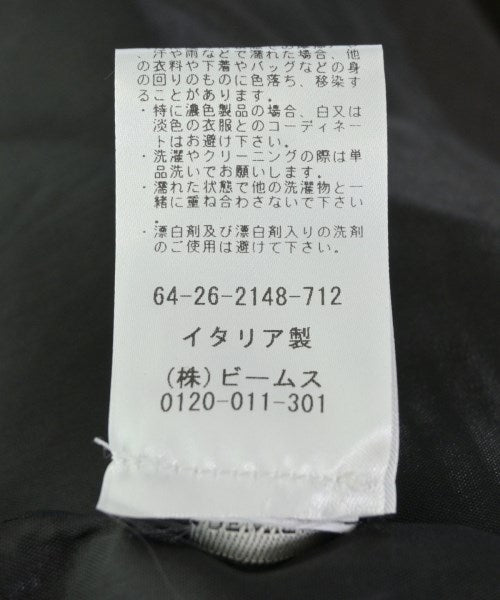 、汗や雨などで濡れた場合、他
の衣料や下着やバッグなどの身
の回りのものに色落ち、移染す
ることがあります。
・特に濃色製品の場合、白又は
淡色の衣服とのコーディネー
トはお避け下さい。
・洗濯やクリーニングの際は単
品洗いでお願いします。
・濡れた状態で他の洗濯物と一
緒に重ね合わさないで下さい
。
・漂白剤及び漂白剤入りの洗剤
のご使用は避けて下さい。
64-26-2148-712
イタリア製
(株)ビームス
0120-011-301